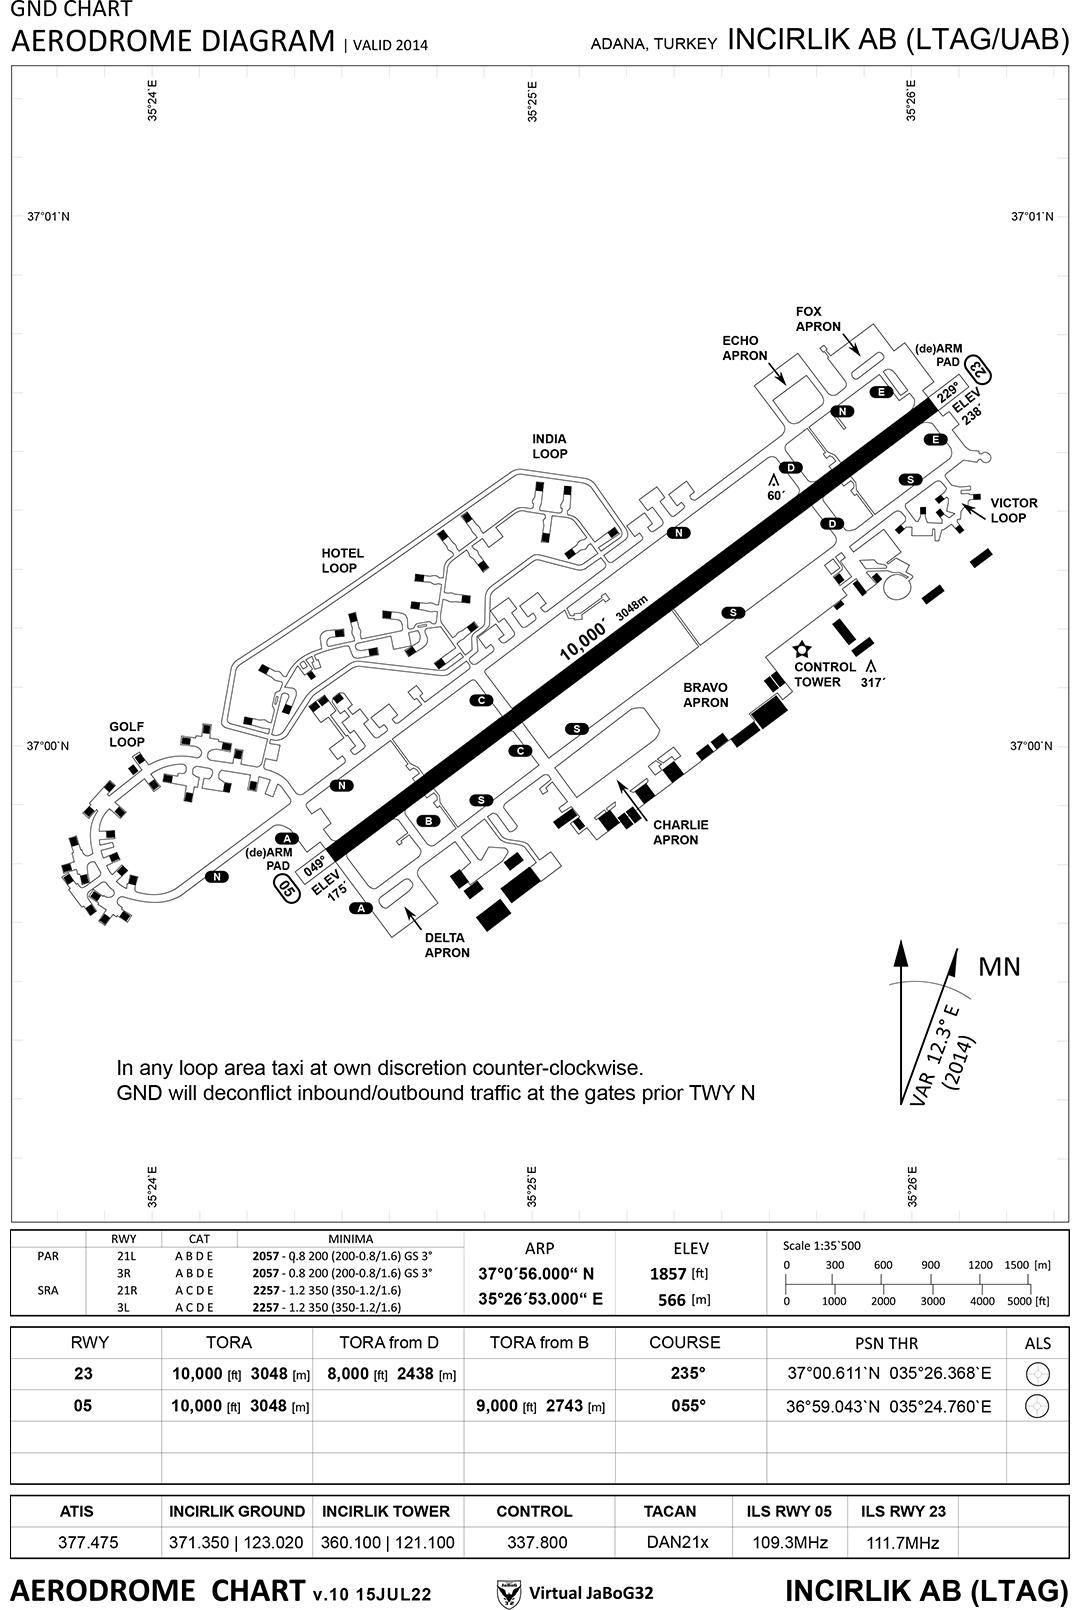 GND CHART
AERODROME DIAGRAM | VALID 2014
ADANA, TURKEY INCIRLIK AB (LTAG/UAB)
35°24`E 35°25`E 35°26`E
37°01`N 37°01`N
FOX
APRON
ECHO
APRON
(de)ARM
PAD
23
229°
ELEV
238´
E
N
E
INDIA
LOOP
D
S
60´
VICTOR
LOOP
D
N
HOTEL
LOOP
10,000´ 3048m
S
CONTROL
TOWER
317´
BRAVO
APRON
C
S
GOLF
LOOP
37°00`N 37°00`N
C
N
S
B
CHARLIE
APRON
A
(de)ARM
PAD
049°
ELEV
175´
05
N
A
DELTA
APRON
MN
VAR 12.3° E
(2014)
In any loop area taxi at own discretion counter-clockwise.
GND will deconflict inbound/outbound traffic at the gates prior TWY N
35°24`E 35°25`E 35°26`E
RWY CAT MINIMA
PAR 21L A B D E 2057 - 0.8 200 (200-0.8/1.6) GS 3°
3R A B D E 2057 - 0.8 200 (200-0.8/1.6) GS 3°
SRA 21R A C D E 2257 - 1.2 350 (350-1.2/1.6)
3L A C D E 2257 - 1.2 350 (350-1.2/1.6)
ARP ELEV
37°0´56.000“ N 1857 [ft]
35°26´53.000“ E 566 [m]
Scale 1:35`500
0 300 600 900 1200 1500 [m]
0 1000 2000 3000 4000 5000 [ft]
RWY TORA TORA from D TORA from B COURSE PSN THR ALS
23 10,000 [ft] 3048 [m] 8,000 [ft] 2438 [m] 235° 37°00.611`N 035°26.368`E
05 10,000 [ft] 3048 [m] 9,000 [ft] 2743 [m] 055° 36°59.043`N 035°24.760`E
ATIS INCIRLIK GROUND INCIRLIK TOWER CONTROL TACAN ILS RWY 05 ILS RWY 23
377.475 371.350 | 123.020 360.100 | 121.100 337.800 DAN21x 109.3MHz 111.7MHz
AERODROME CHART v.10 15JUL22 Virtual JaBoG32 INCIRLIK AB (LTAG)